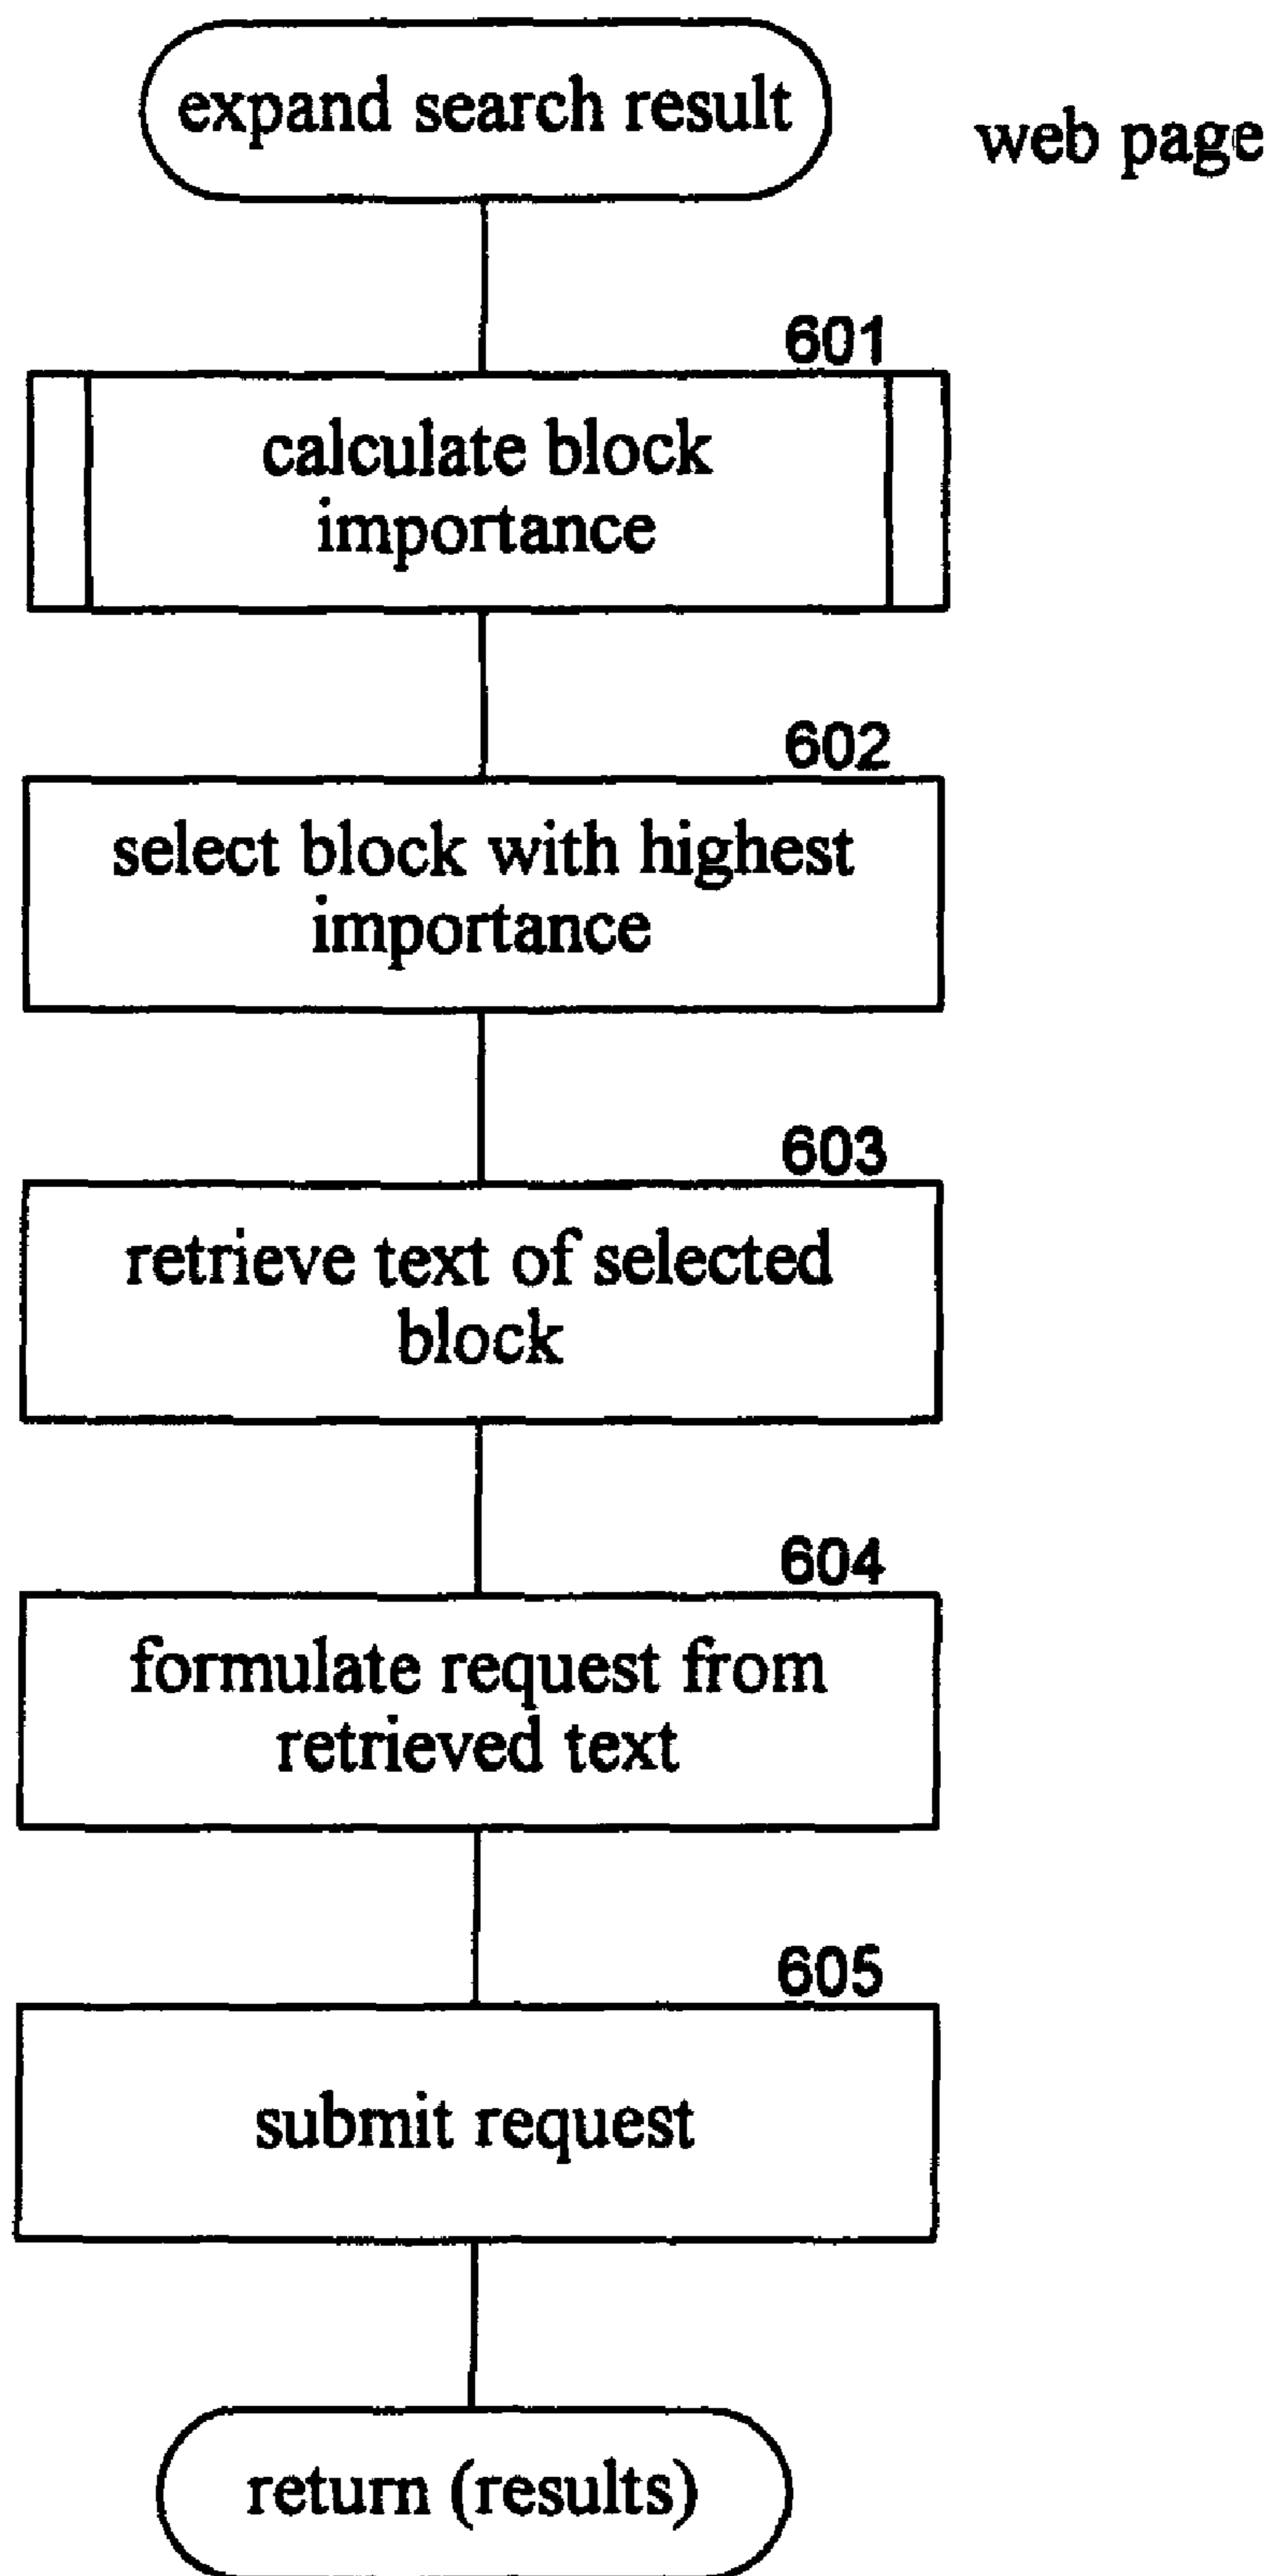 expand search result
web page
601
calculate block
importance
602
select block with highest
importance
603
retrieve text of selected
block
604
formulate request from
retrieved text
605
submit request
return (results)